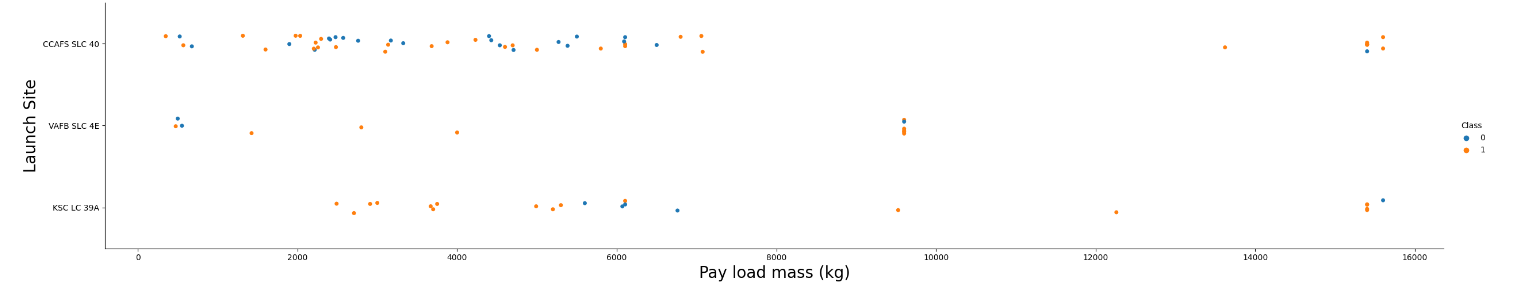 CCAFS SLC 40
VAFB SLC 4E
KSC LC 39A
Launch Site
0 2000 4000 6000 8000 10000 12000 14000 16000
Pay load mass (kg)
Class
0
1